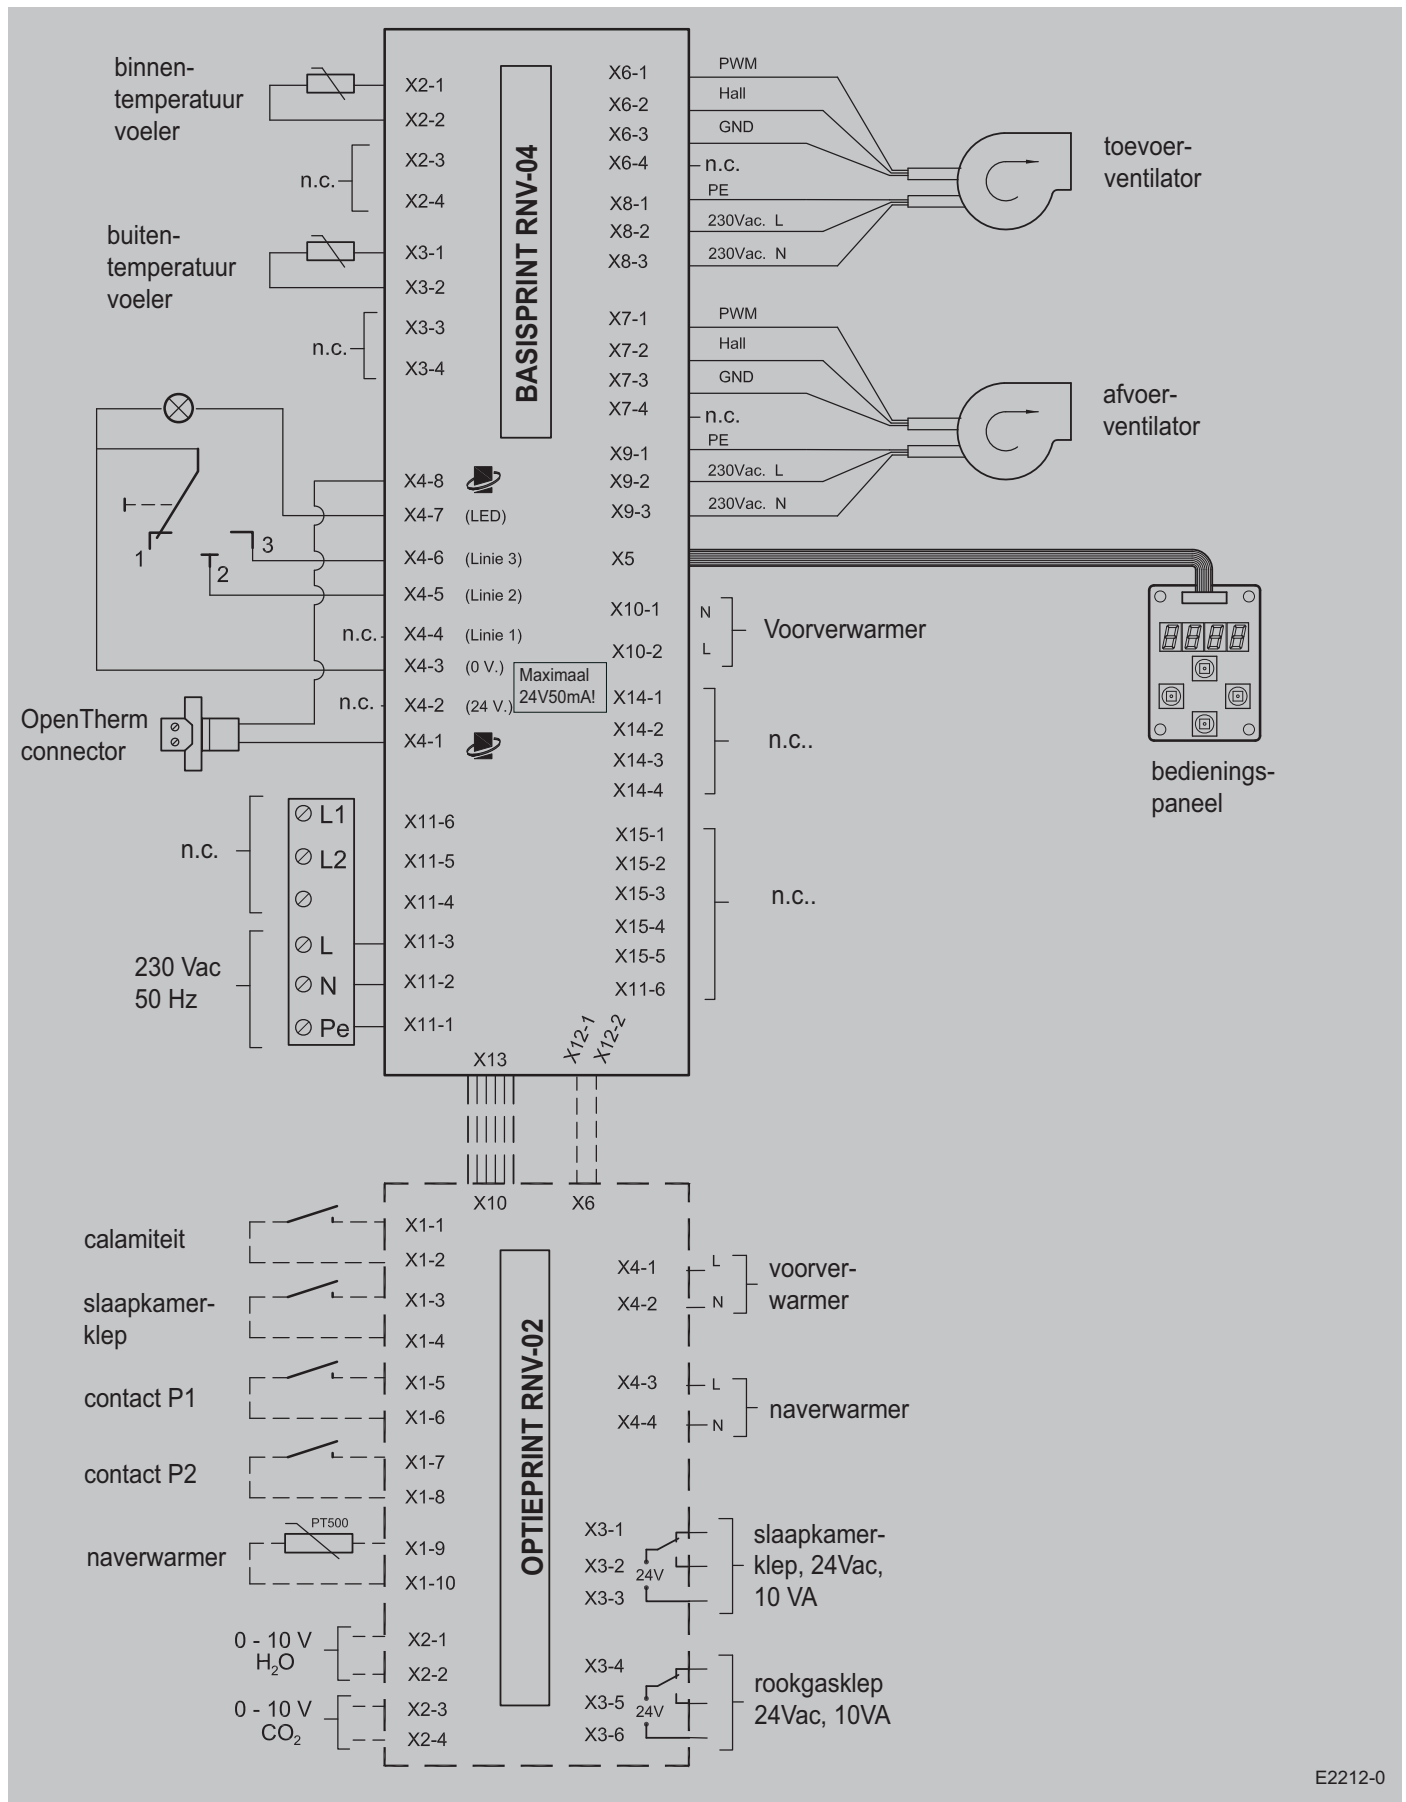 binnen-
temperatuur
voeler
X2-1
X2-2
n.c.
X2-3
X2-4
buiten-
temperatuur
voeler
X3-1
X3-2
n.c.
X3-3
X3-4
BASISPRINT RNV-04
X6-1
PWM
X6-2
Hall
X6-3
GND
X6-4
n.c.
X8-1
PE
X8-2
230Vac. L
X8-3
230Vac. N
toevoer-
ventilator
X7-1
PWM
X7-2
Hall
X7-3
GND
X7-4
n.c.
X9-1
PE
X9-2
230Vac. L
X9-3
230Vac. N
afvoer-
ventilator
1
2
3
X4-8
X4-7 (LED)
X4-6 (Linie 3)
X4-5 (Linie 2)
n.c. X4-4 (Linie 1)
X4-3 (0 V.)
n.c. X4-2 (24 V.)
X4-1
Maximaal
24V50mA!
OpenTherm
connector
X5
8888
bedienings-
paneel
X10-1 N
X10-2 L
Voorverwarmer
X14-1
X14-2
X14-3
X14-4
n.c..
X15-1
X15-2
X15-3
X15-4
X15-5
X11-6
n.c..
n.c.
L1
L2
230 Vac
50 Hz
L
N
Pe
X11-6
X11-5
X11-4
X11-3
X11-2
X11-1
X13
X12-1
X12-2
X10
X6
calamiteit
X1-1
X1-2
slaapkamer-
klep
X1-3
X1-4
contact P1
X1-5
X1-6
contact P2
X1-7
X1-8
naverwarmer
PT500
X1-9
X1-10
0 - 10 V
H₂O
X2-1
X2-2
0 - 10 V
CO₂
X2-3
X2-4
OPTIEPRINT RNV-02
X4-1 L
X4-2 N
voorver-
warmer
X4-3 L
X4-4 N
naverwarmer
X3-1
X3-2
24V
X3-3
slaapkamer-
klep, 24Vac,
10 VA
X3-4
X3-5
24V
X3-6
rookgasklep
24Vac, 10VA
E2212-0